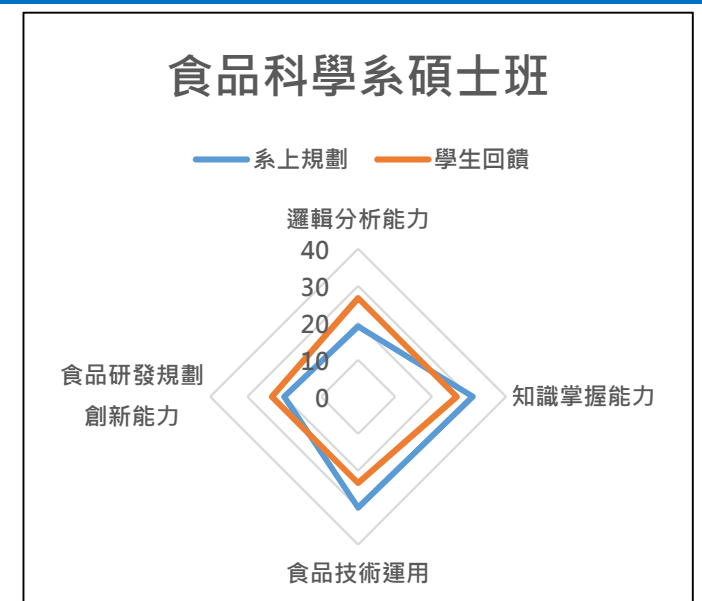 食品科學系碩士班
系上規劃 學生回饋
邏輯分析能力
40
30
20
10
0
食品研發規劃
創新能力
知識掌握能力
食品技術運用